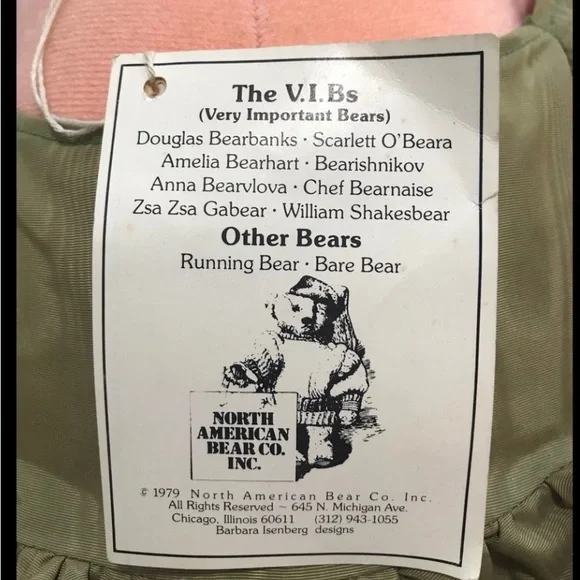 The V.I.Bs
(Very Important Bears)
Douglas Bearbanks · Scarlett O'Beara
Amelia Bearhart · Bearishnikov
Anna Bearvlova · Chef Bearnaise
Zsa Zsa Gabear · William Shakesbear
Other Bears
Running Bear · Bare Bear
NORTH
AMERICAN
BEAR CO.
INC.
© 1979 North American Bear Co. Inc.
All Rights Reserved ~ 645 N. Michigan Ave.
Chicago, Illinois 60611 (312) 943-1055
Barbara Isenberg designs